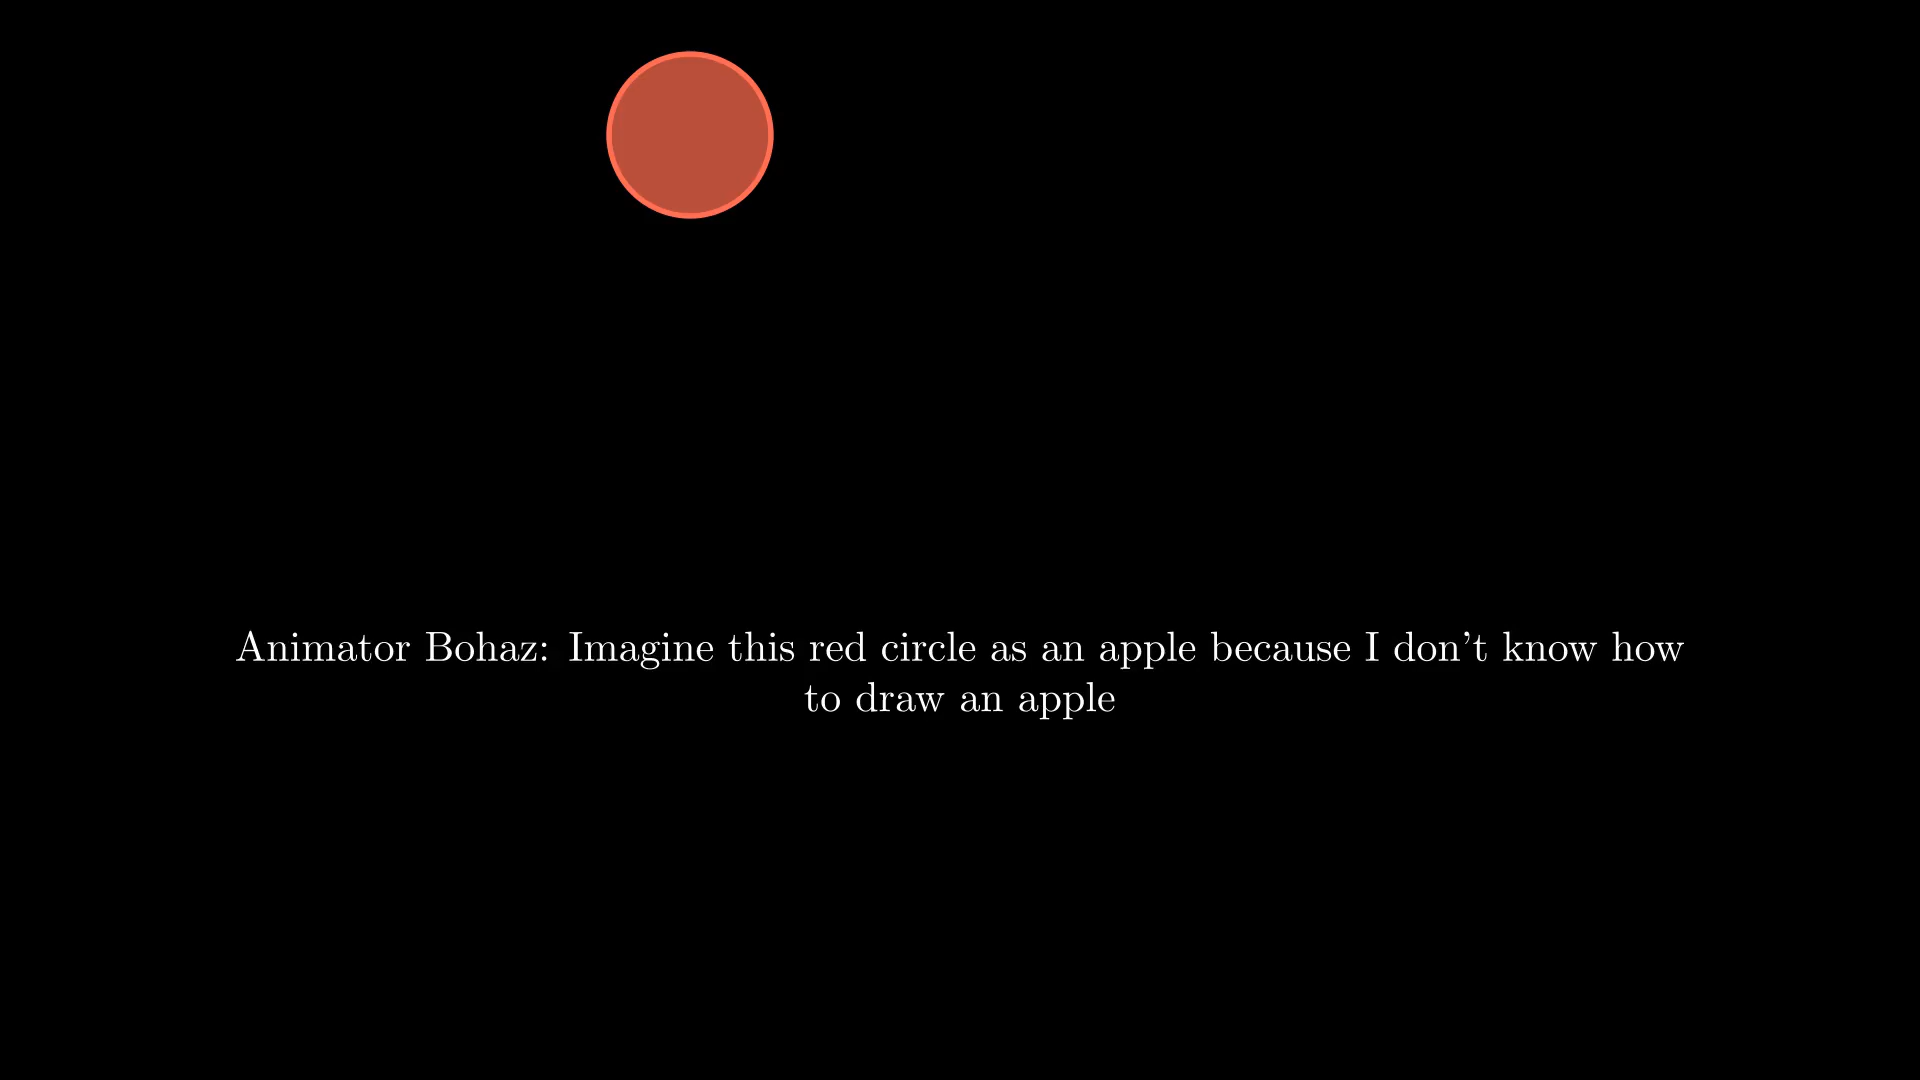 Animator Bohaz: Imagine this red circle as an apple because I don't know how
to draw an apple